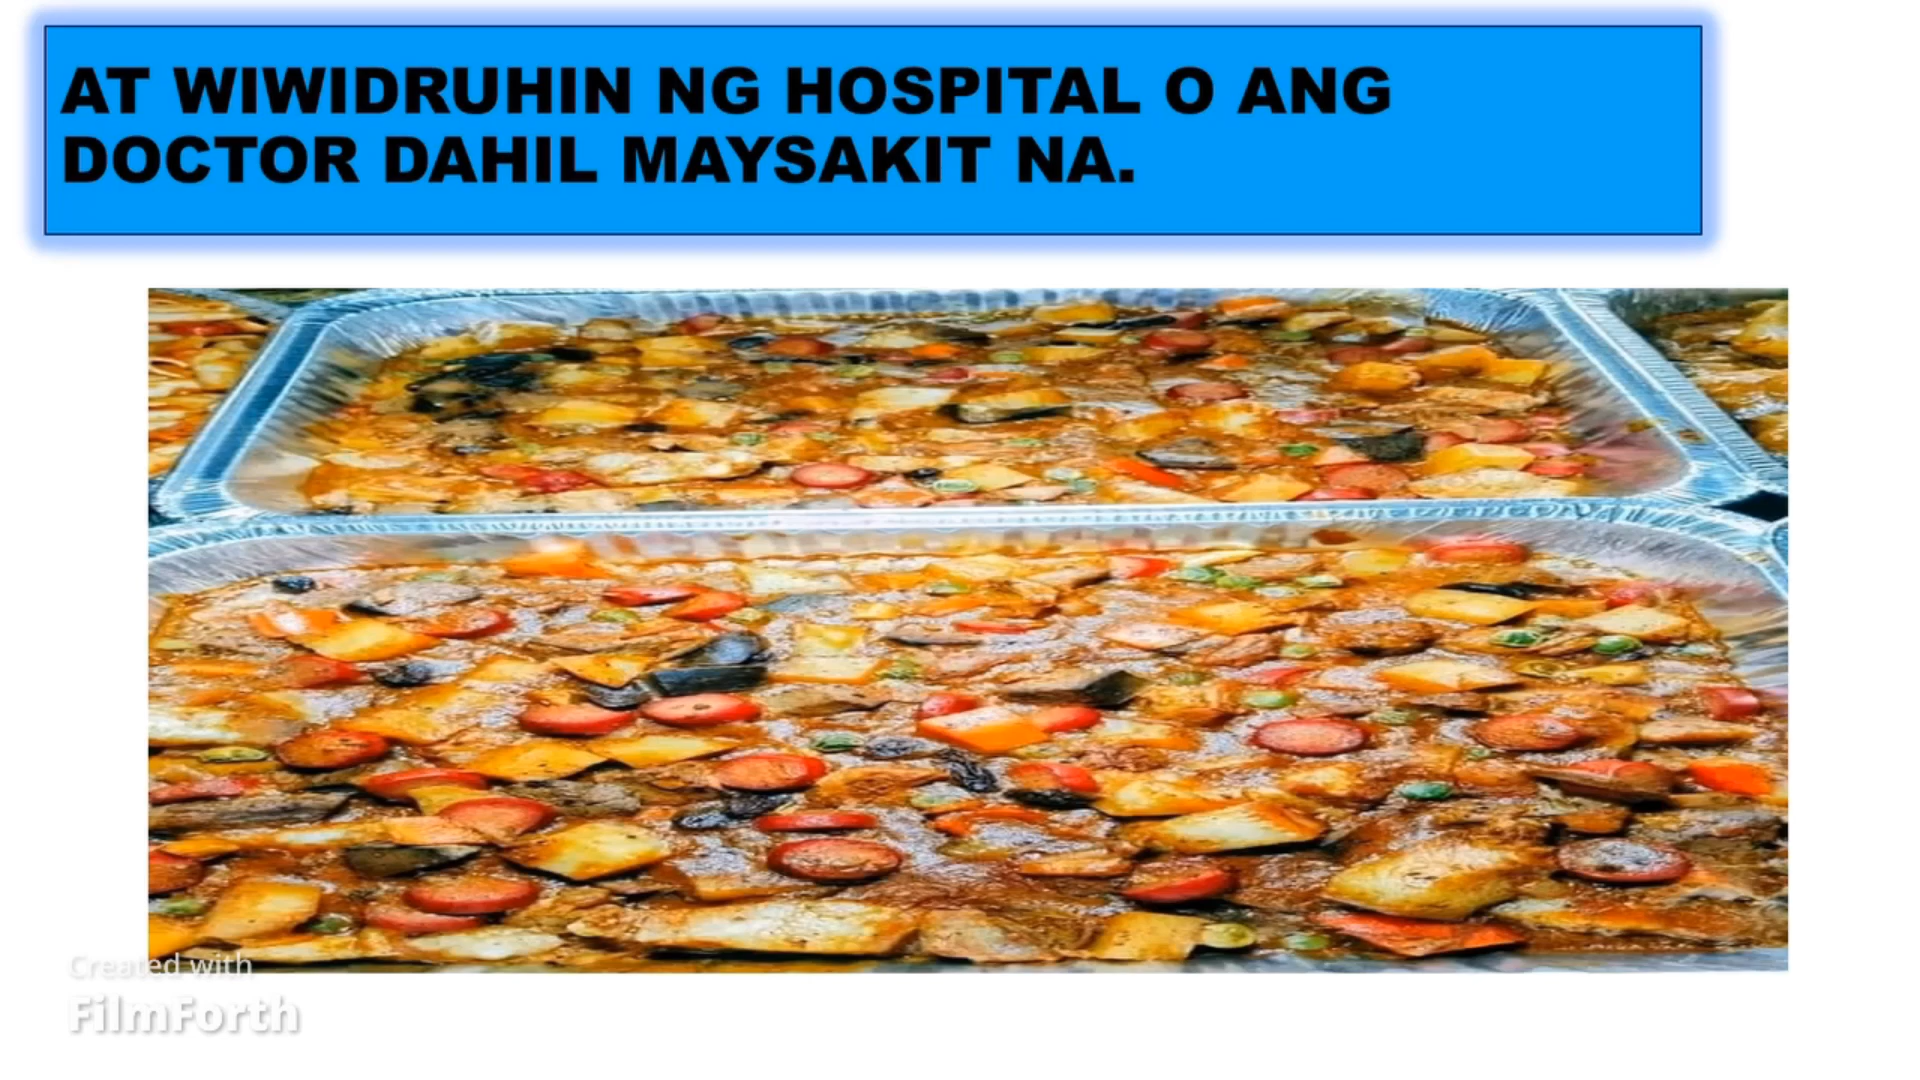 AT WIWIDRUHIN NG HOSPITAL O ANG
DOCTOR DAHIL MAYSAKIT NA.
Created with
FilmForth